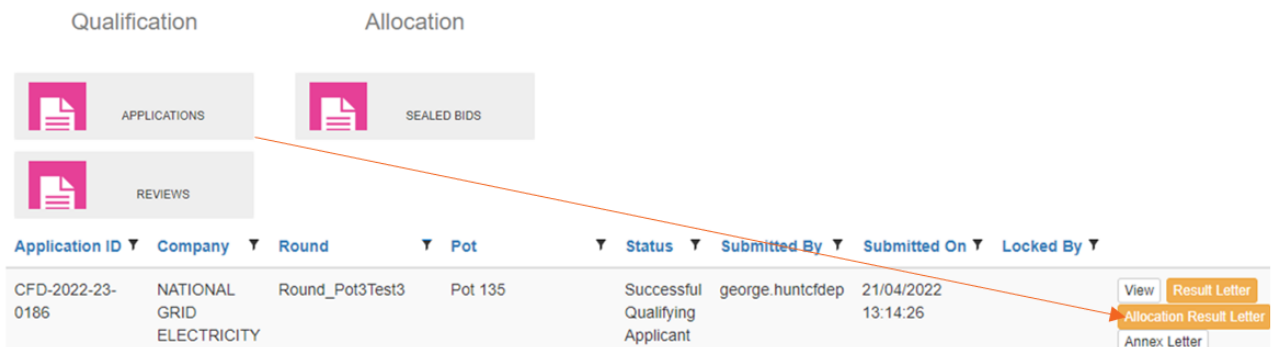 Qualification Allocation
APPLICATIONS SEALED BIDS
REVIEWS
Application ID Company Round Pot Status Submitted By Submitted On Locked By
CFD-2022-23- NATIONAL Round_Pot3Test3 Pot 135 Successful george.huntcfdep 21/04/2022 View Result Letter
0186 GRID Qualifying 13:14:26 Allocation Result Letter
ELECTRICITY Applicant Annex Letter